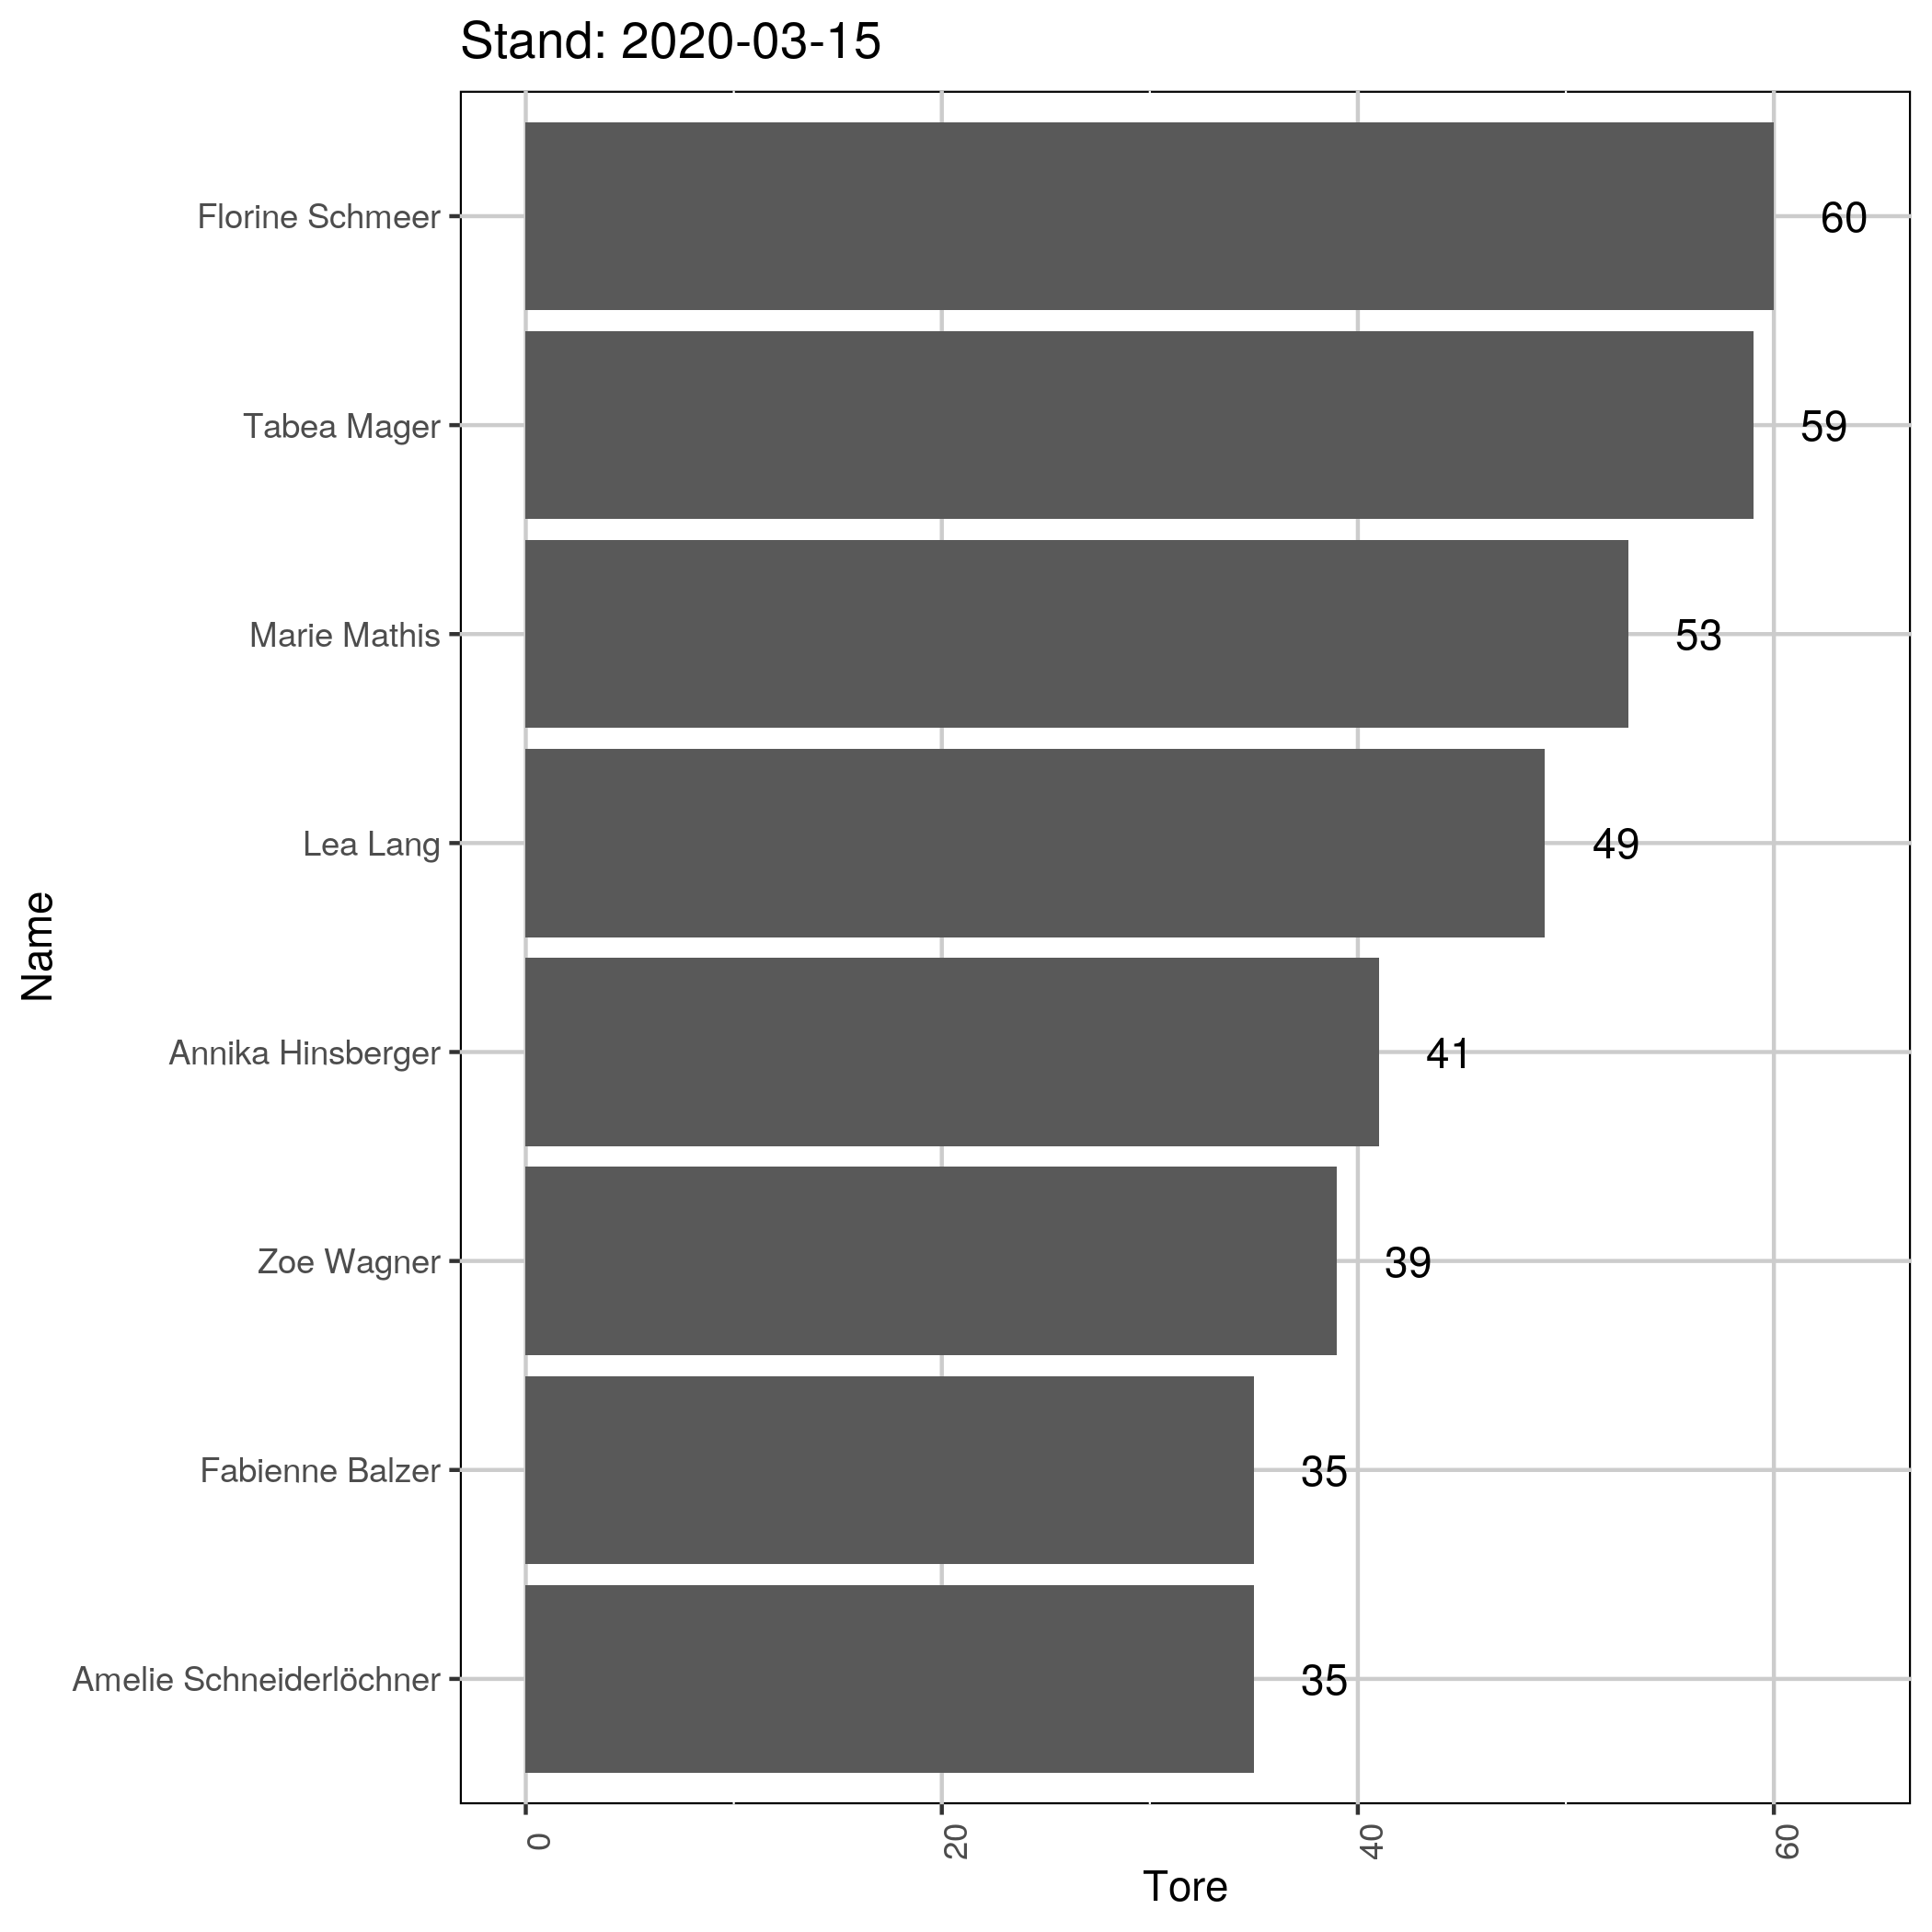 Stand: 2020-03-15
Florine Schmeer 60
Tabea Mager 59
Marie Mathis 53
Lea Lang 49
Name
Annika Hinsberger 41
Zoe Wagner 39
Fabienne Balzer 35
Amelie Schneiderlöchner 35
0 20 40 60
Tore